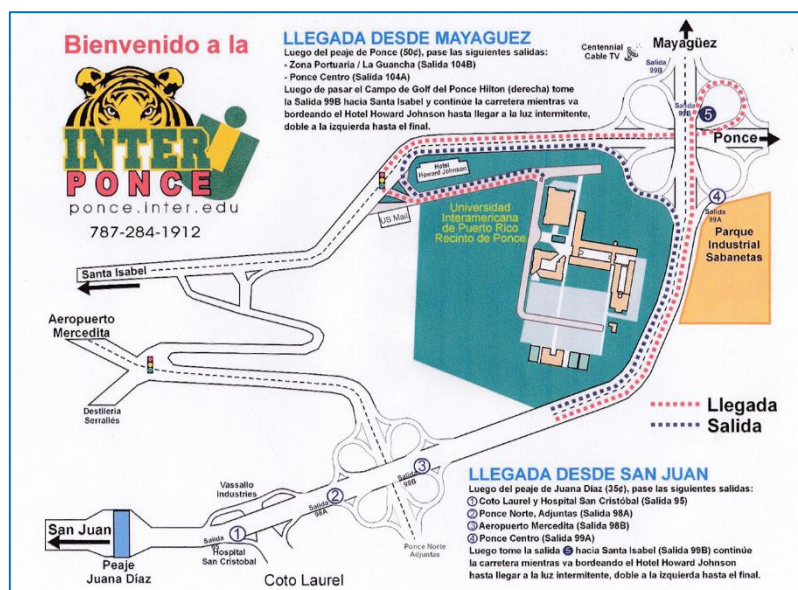 Bienvenido a la
INTER
PONCE
ponce.inter.edu
787-284-1912
LLEGADA DESDE MAYAGUEZ
Luego del peaje de Ponce (50¢), pase las siguientes salidas:
- Zona Portuaria / La Guancha (Salida 104B)
- Ponce Centro (Salida 104A)
Luego de pasar el Campo de Golf del Ponce Hilton (derecha) tome
la Salida 99B hacia Santa Isabel y continúe la carretera mientras va
bordeando el Hotel Howard Johnson hasta llegar a la luz intermitente,
doble a la izquierda hasta el final.
Centennial
Cable TV
Mayagüez
Salida
99B
Salida
99B
5
Ponce
4
Salida
99A
Parque
Industrial
Sabanetas
Hotel
Howard Johnson
US Mail
Universidad
Interamericana
de Puerto Rico
Recinto de Ponce
Santa Isabel
Aeropuerto
Mercedita
Destilería
Serrallés
Llegada
Salida
Vassallo
Industries
Salida
98A
2
Salida
98B
3
San Juan
Salida
95
1
Hospital
San Cristobal
Peaje
Juana Díaz
Coto Laurel
Ponce Norte
Adjuntas
LLEGADA DESDE SAN JUAN
Luego del peaje de Juana Díaz (35¢), pase las siguientes salidas:
1 Coto Laurel y Hospital San Cristóbal (Salida 95)
2 Ponce Norte, Adjuntas (Salida 98A)
3 Aeropuerto Mercedita (Salida 98B)
4 Ponce Centro (Salida 99A)
Luego tome la salida 5 hacia Santa Isabel (Salida 99B) continúe
la carretera mientras va bordeando el Hotel Howard Johnson
hasta llegar a la luz intermitente, doble a la izquierda hasta el final.